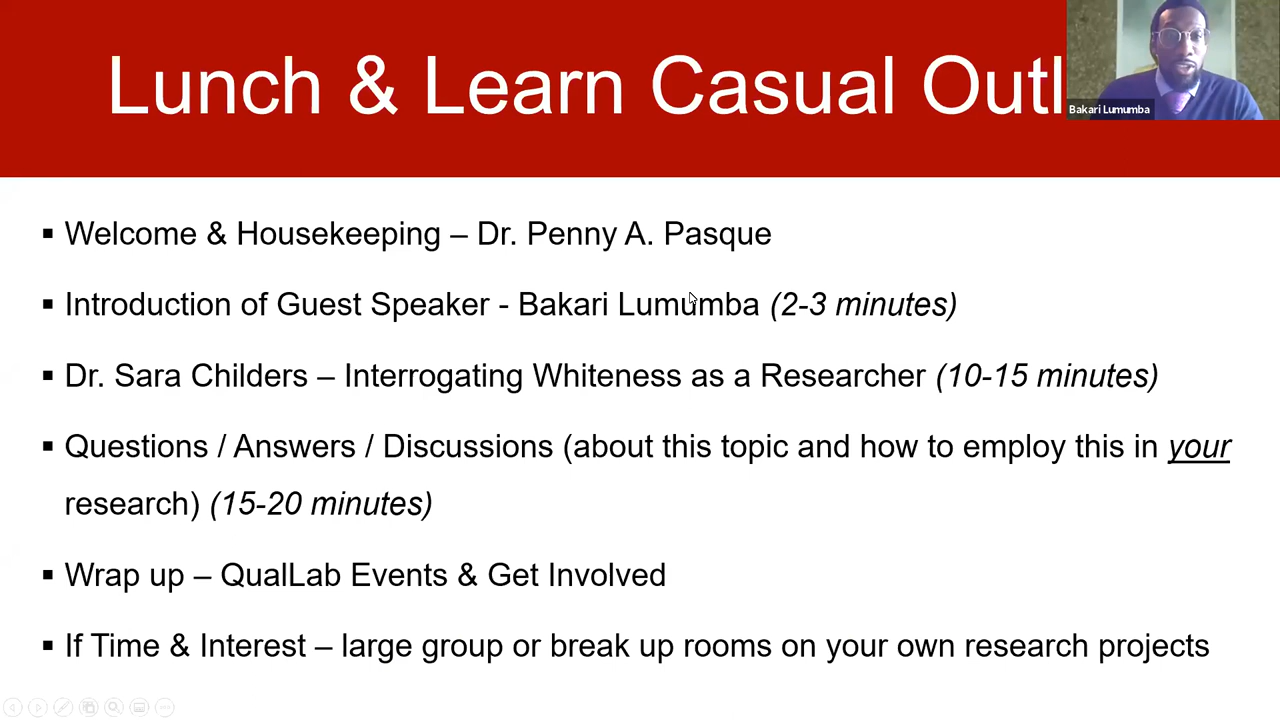 Lunch & Learn Casual Outl
Bakari Lumumba
▪ Welcome & Housekeeping – Dr. Penny A. Pasque
▪ Introduction of Guest Speaker - Bakari Lumumba (2-3 minutes)
▪ Dr. Sara Childers – Interrogating Whiteness as a Researcher (10-15 minutes)
▪ Questions / Answers / Discussions (about this topic and how to employ this in your
research) (15-20 minutes)
▪ Wrap up – QualLab Events & Get Involved
▪ If Time & Interest – large group or break up rooms on your own research projects